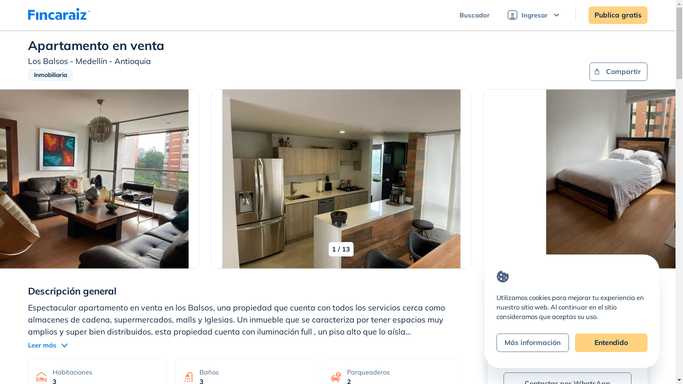 Fincaraiz
Buscador
Ingresar
Publica gratis
Apartamento en venta
Los Balsos - Medellín - Antioquia
Inmobiliaria
Compartir
1 / 13
Descripción general
Espectacular apartamento en venta en los Balsos, una propiedad que cuenta con todos los servicios cerca como
almacenes de cadena, supermercados, malls y Iglesias. Un inmueble que se caracteriza por tener espacios muy
amplios y super bien distribuidos, esta propiedad cuenta con iluminación full , un piso alto que lo aísla...
Leer más
Habitaciones
3
Baños
3
Parqueaderos
2
Utilizamos cookies para mejorar tu experiencia en
nuestro sitio web. Al continuar en el sitio
consideramos que aceptas su uso.
Más información
Entendido
Contactar por WhatsApp